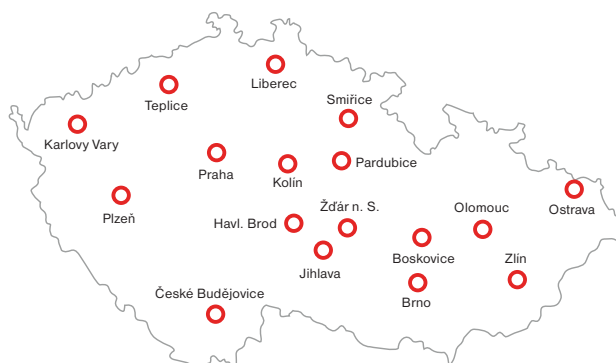 Liberec
Teplice
Smiřice
Karlovy Vary
Praha
Kolín
Pardubice
Plzeň
Ostrava
Havl. Brod
Žďár n. S.
Olomouc
Boskovice
Jihlava
Zlín
České Budějovice
Brno